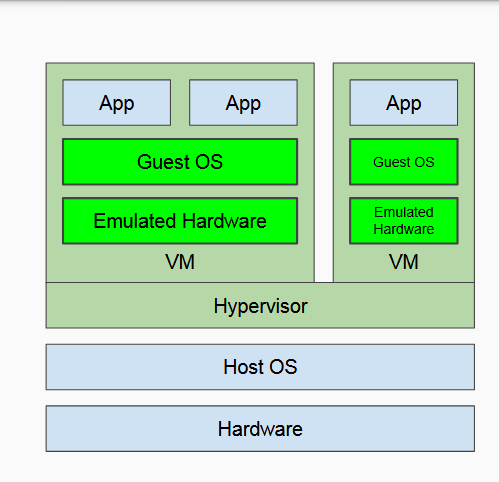 App
App
App
Guest OS
Guest OS
Emulated Hardware
Emulated
Hardware
VM
VM
Hypervisor
Host OS
Hardware